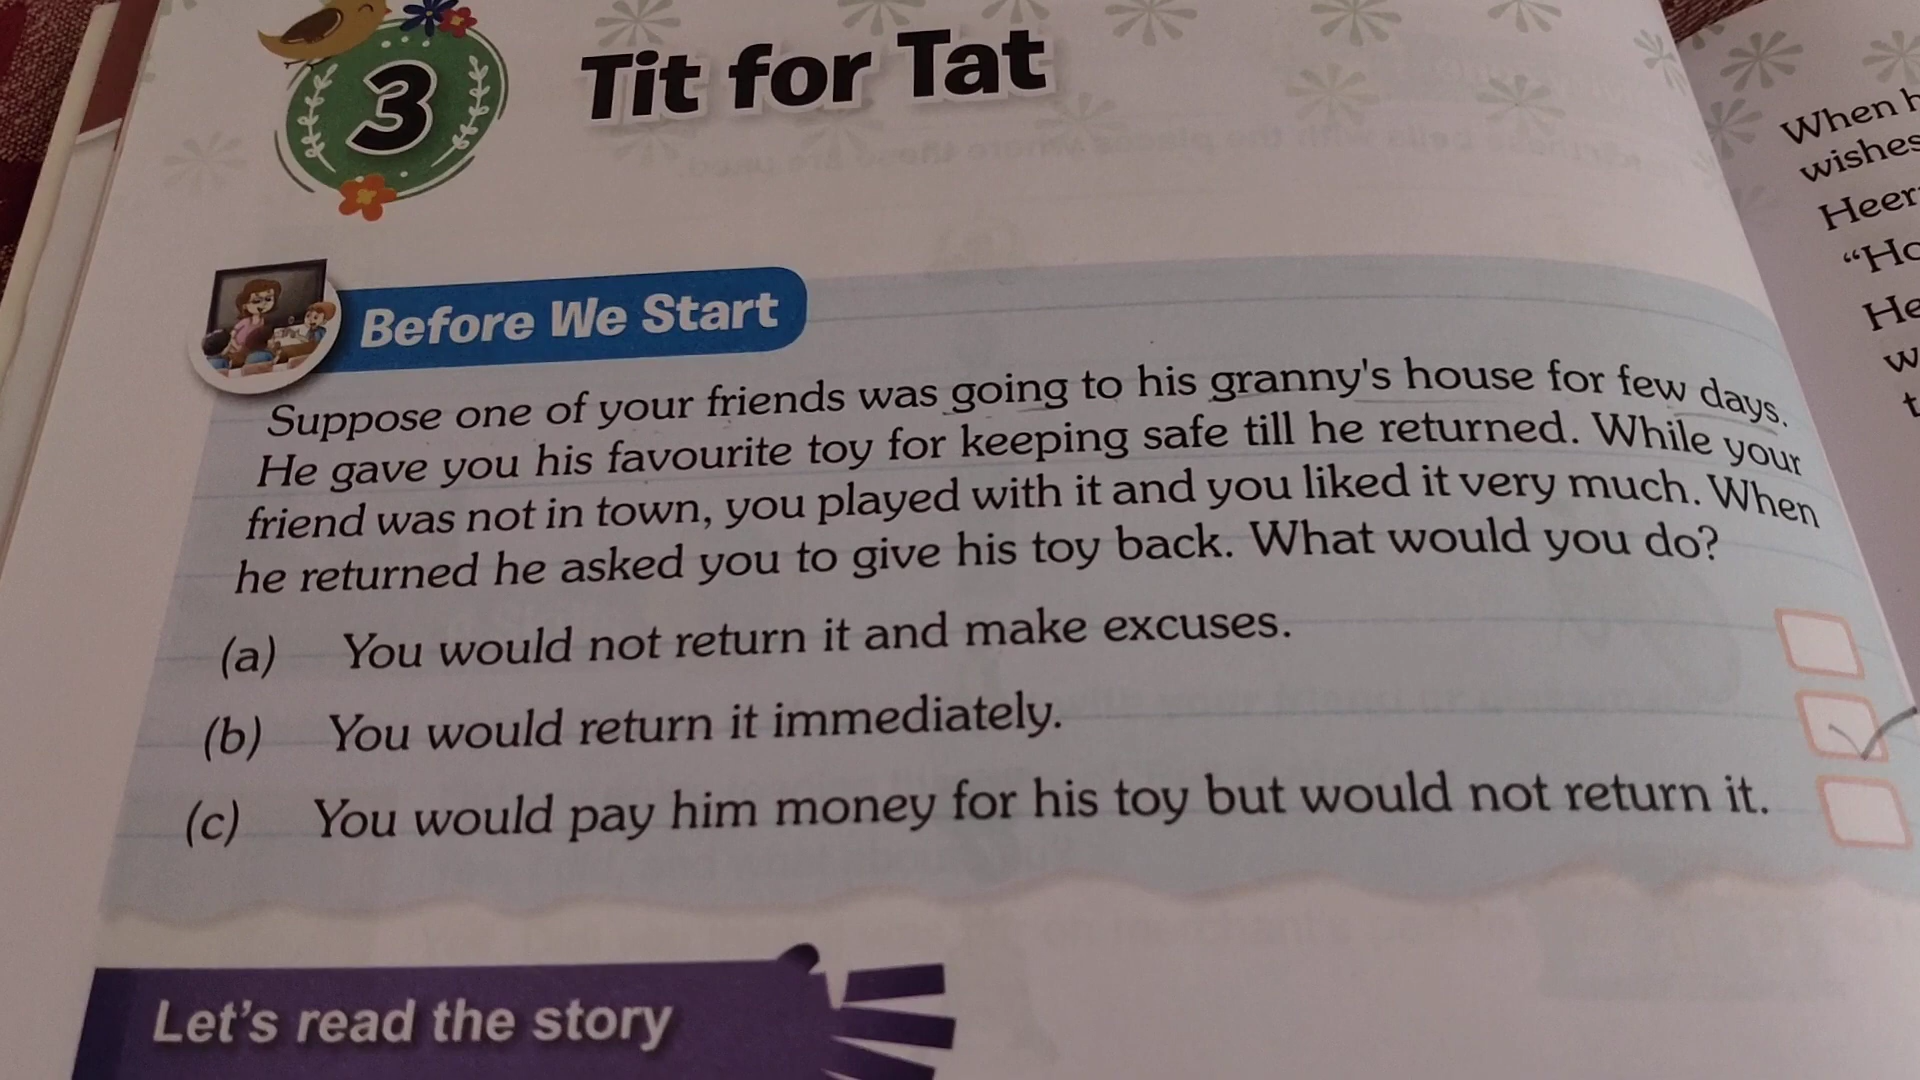 3
Tit for Tat
Before We Start
Suppose one of your friends was going to his granny's house for few days.
He gave you his favourite toy for keeping safe till he returned. While your
friend was not in town, you played with it and you liked it very much. When
he returned he asked you to give his toy back. What would you do?
(a) You would not return it and make excuses.
(b) You would return it immediately.
(c) You would pay him money for his toy but would not return it.
Let's read the story
When
wishes